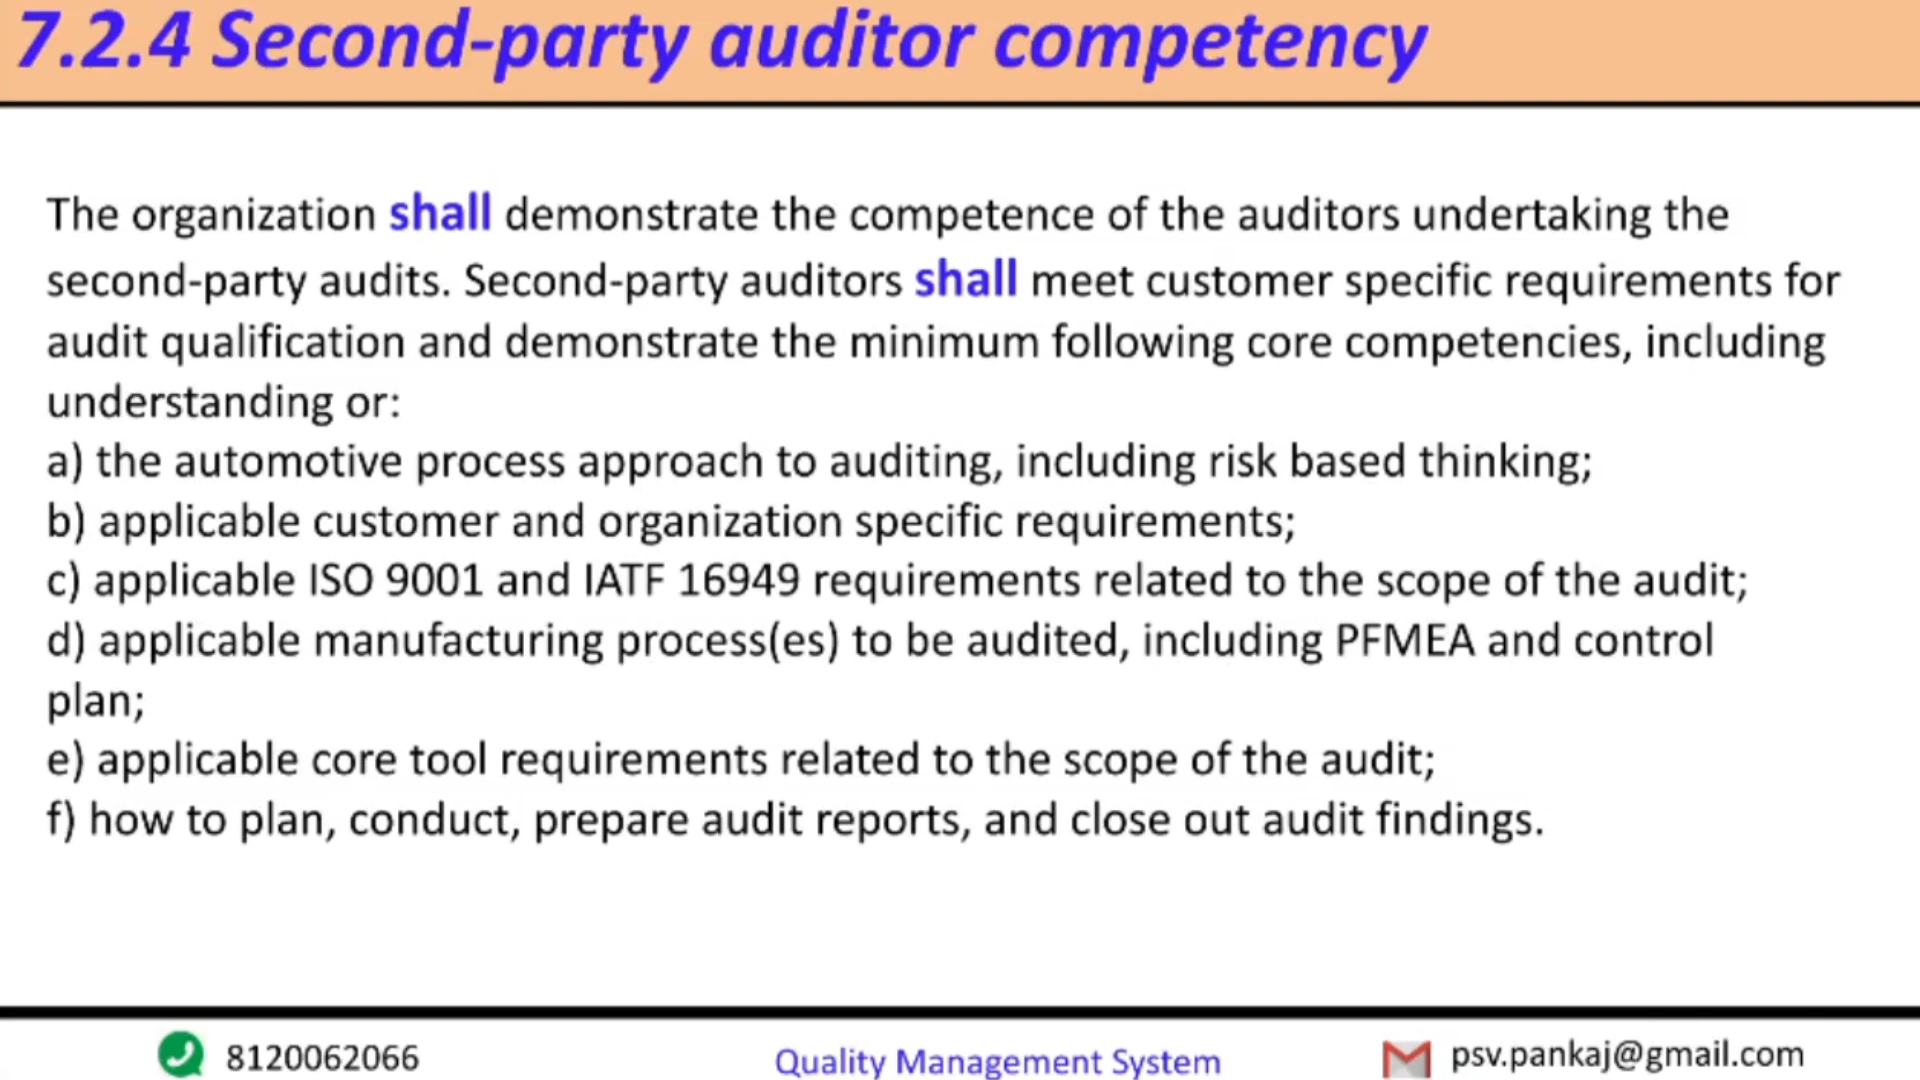 7.2.4 Second-party auditor competency
The organization shall demonstrate the competence of the auditors undertaking the
second-party audits. Second-party auditors shall meet customer specific requirements for
audit qualification and demonstrate the minimum following core competencies, including
understanding or:
a) the automotive process approach to auditing, including risk based thinking;
b) applicable customer and organization specific requirements;
c) applicable ISO 9001 and IATF 16949 requirements related to the scope of the audit;
d) applicable manufacturing process(es) to be audited, including PFMEA and control
plan;
e) applicable core tool requirements related to the scope of the audit;
f) how to plan, conduct, prepare audit reports, and close out audit findings.
8120062066
Quality Management System
psv.pankaj@gmail.com